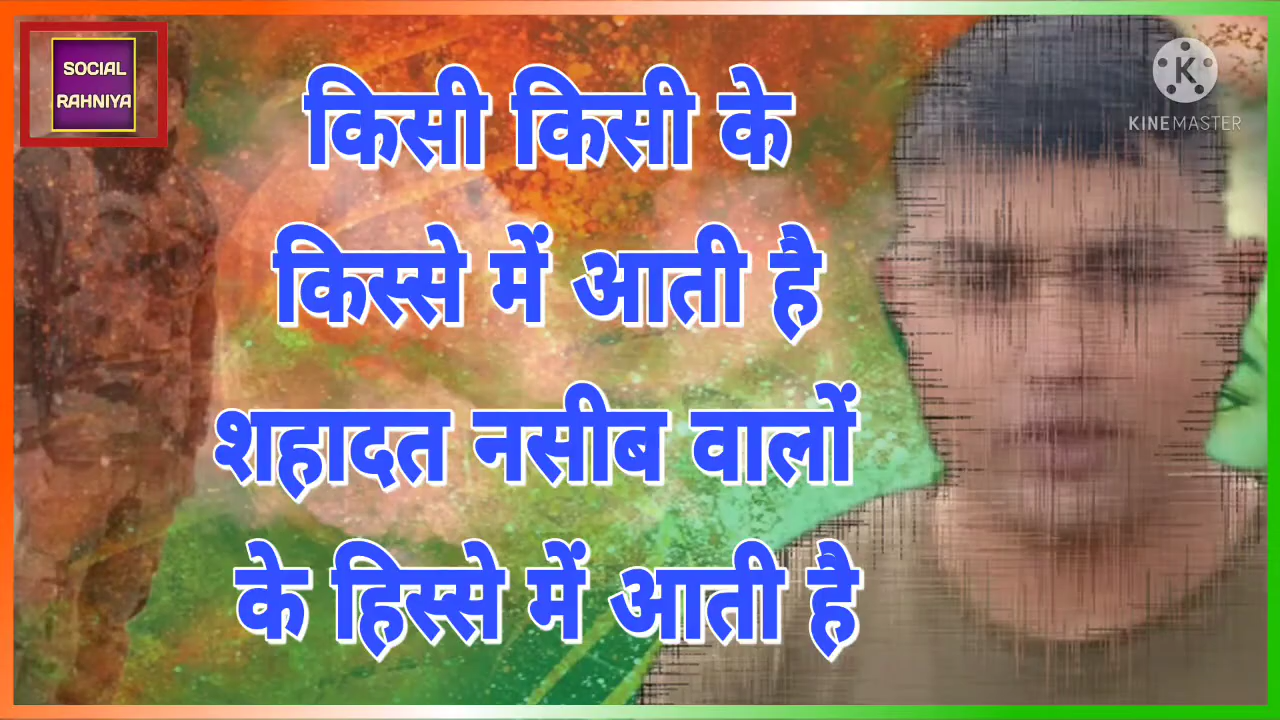 SOCIAL
RAHNIYA
KINEMASTER
किसी किसी के
किस्से में आती है
शहादत नसीब वालों
के हिस्से में आती है